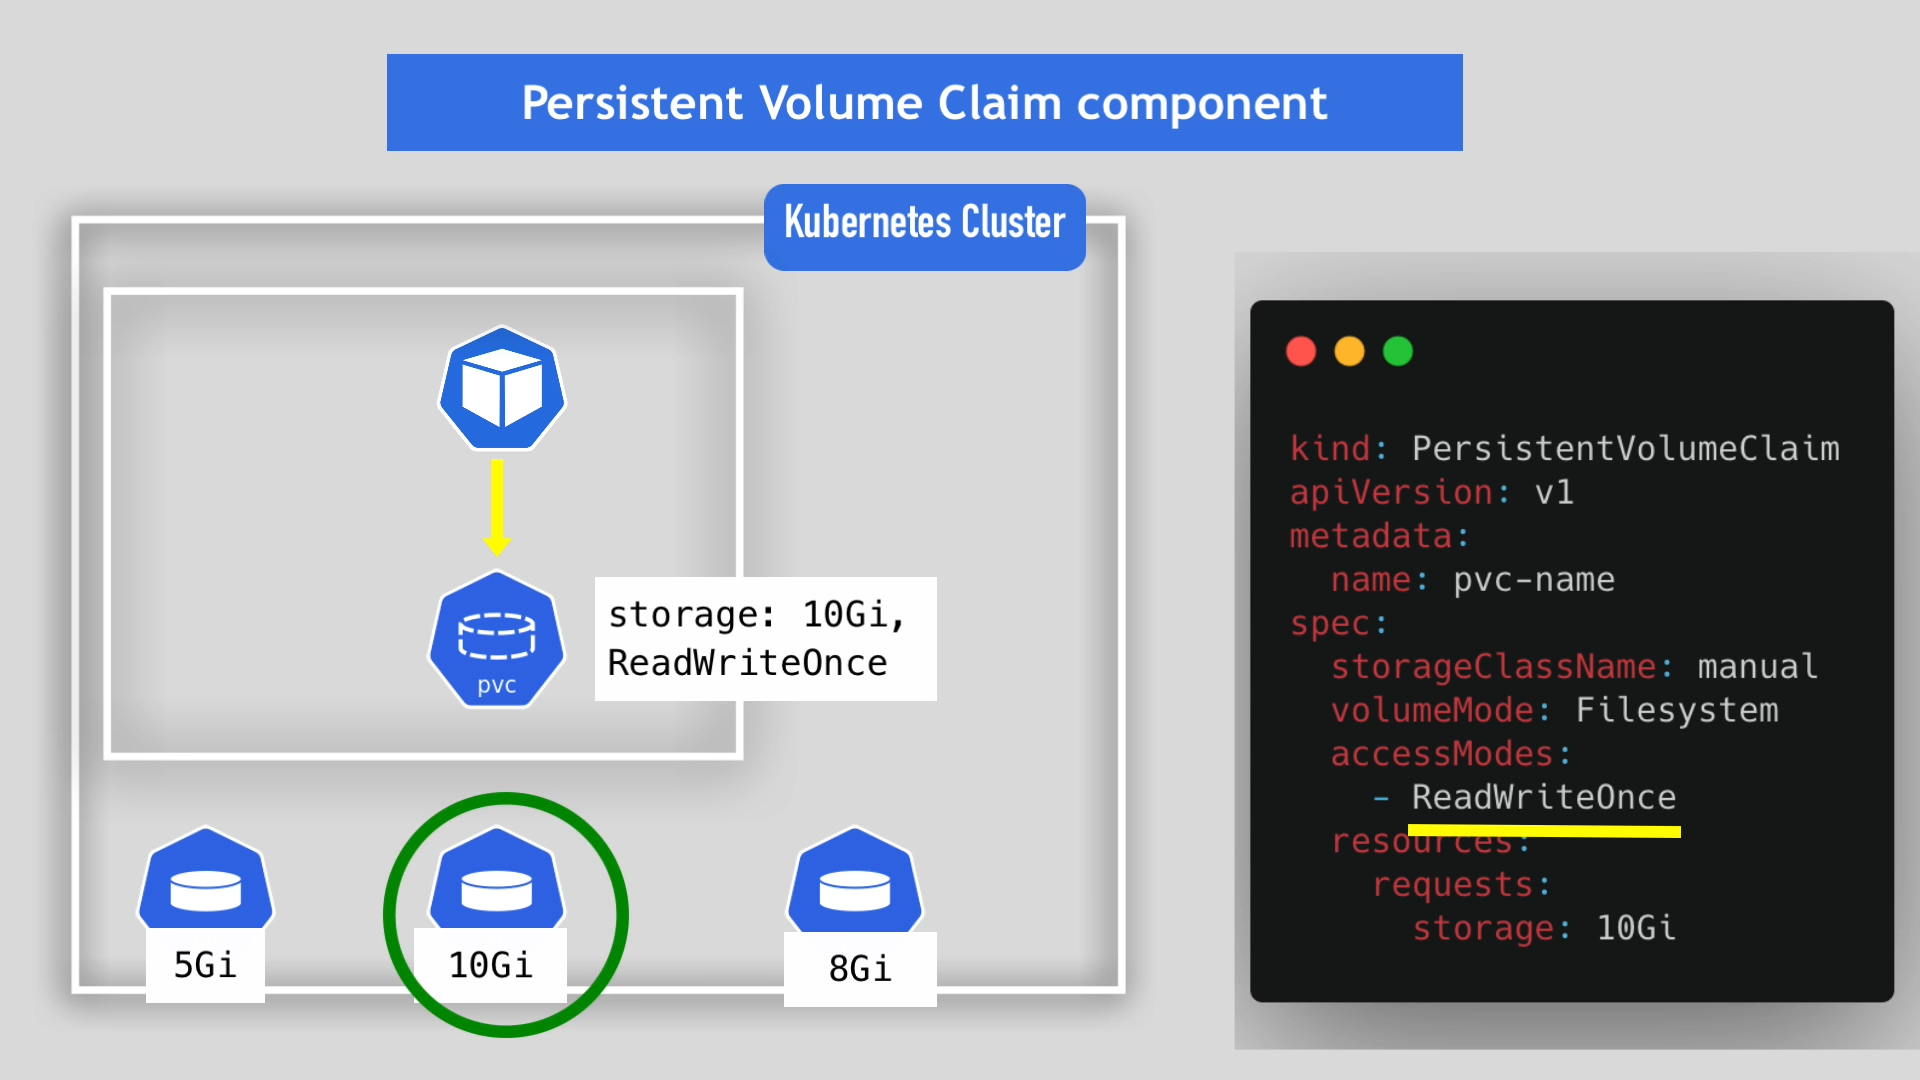 Persistent Volume Claim component
Kubernetes Cluster
pvc
storage: 10Gi,
ReadWriteOnce
5Gi
10Gi
8Gi
kind: PersistentVolumeClaim
apiVersion: v1
metadata:
  name: pvc-name
spec:
  storageClassName: manual
  volumeMode: Filesystem
  accessModes:
    - ReadWriteOnce
  resources:
    requests:
      storage: 10Gi